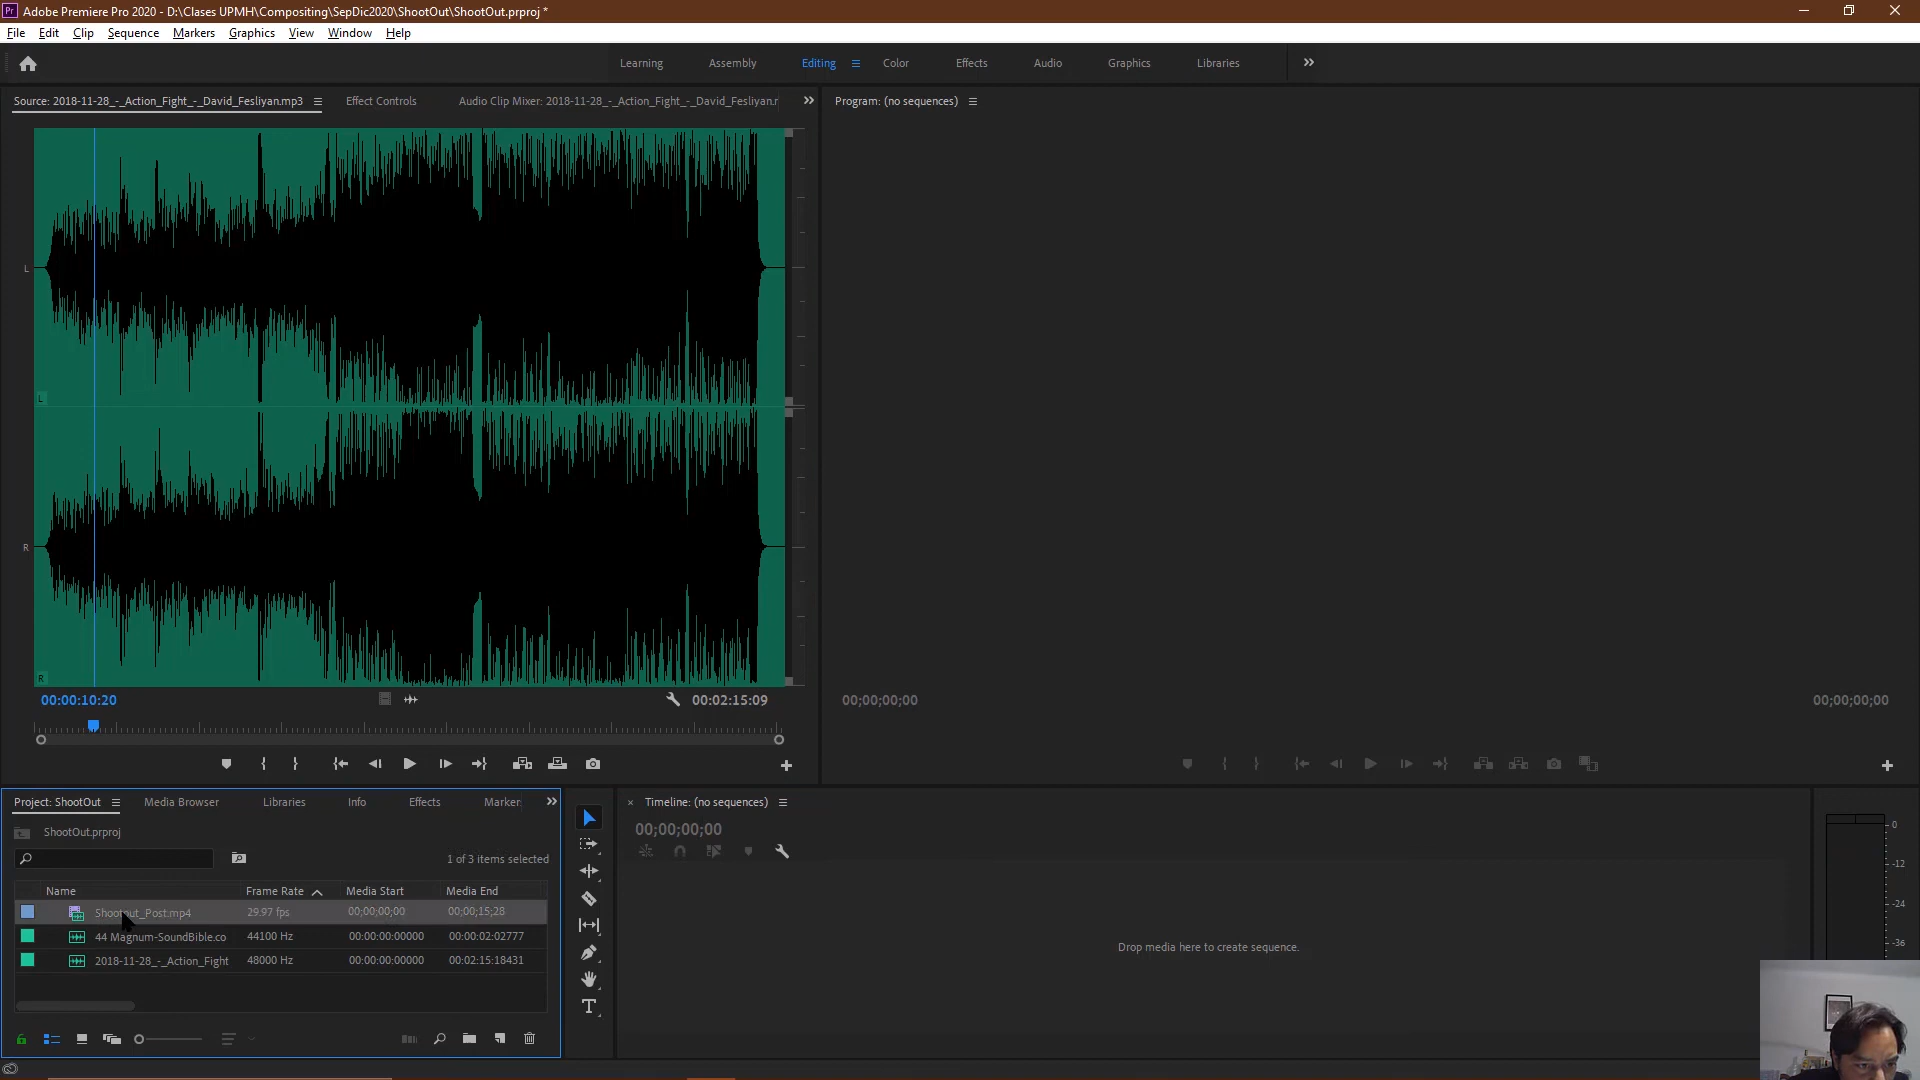 Pr Adobe Premiere Pro 2020 - D:\Clases UPMH\Compositing\SepDic2020\ShootOut\ShootOut.prproj *
File Edit Clip Sequence Markers Graphics View Window Help
Learning Assembly Editing Color Effects Audio Graphics Libraries
Source: 2018-11-28_-_Action_Fight_-_David_Fesliyan.mp3 Effect Controls Audio Clip Mixer: 2018-11-28_-_Action_Fight_-_David_Fesliyan.r
Program: (no sequences)
L
L
R
R
00:00:10:20 00:02:15:09
00;00;00;00 00;00;00;00
Project: ShootOut Media Browser Libraries Info Effects Marker
Timeline: (no sequences)
ShootOut.prproj
00;00;00;00
1 of 3 items selected
Name Frame Rate Media Start Media End
Shootout_Post.mp4 29.97 fps 00;00;00;00 00;00;15;28
44 Magnum-SoundBible.co 44100 Hz 00:00:00:00000 00:00:02:02777
2018-11-28_-_Action_Fight 48000 Hz 00:00:00:00000 00:02:15:18431
Drop media here to create sequence.
0
-12
-24
-36